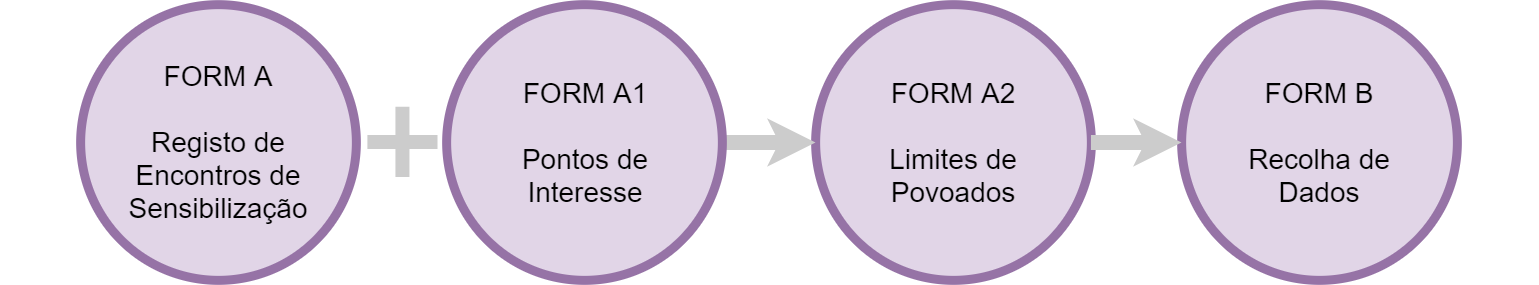 FORM A
Registo de
Encontros de
Sensibilização
FORM A1
Pontos de
Interesse
FORM A2
Limites de
Povoados
FORM B
Recolha de
Dados